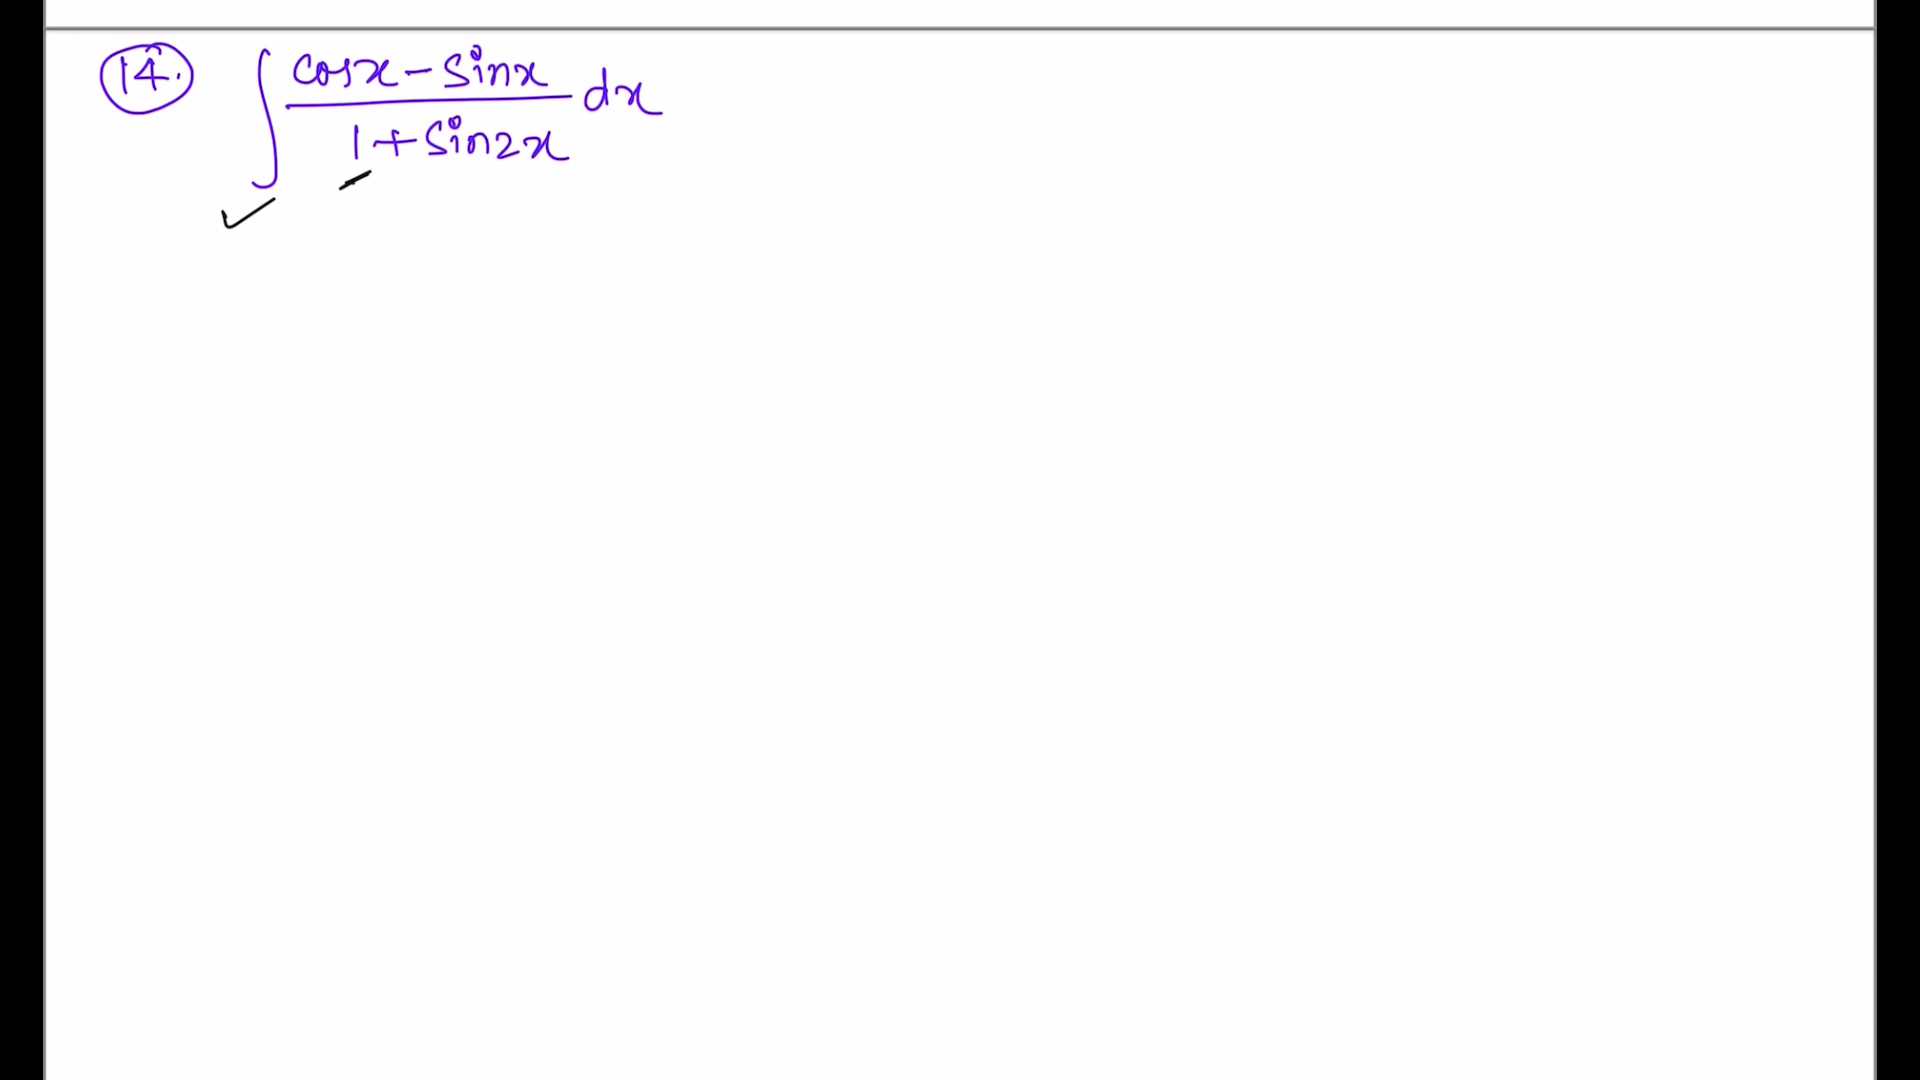 14. ∫ (cosx - sinx)/(1 + sin2x) dx